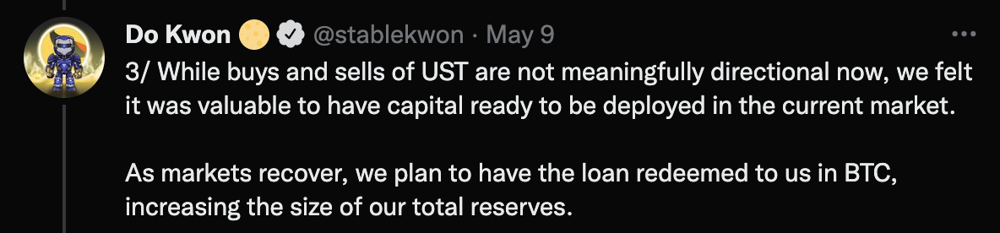 Do Kwon 🌕 @stablekwon · May 9
3/ While buys and sells of UST are not meaningfully directional now, we felt
it was valuable to have capital ready to be deployed in the current market.
As markets recover, we plan to have the loan redeemed to us in BTC,
increasing the size of our total reserves.